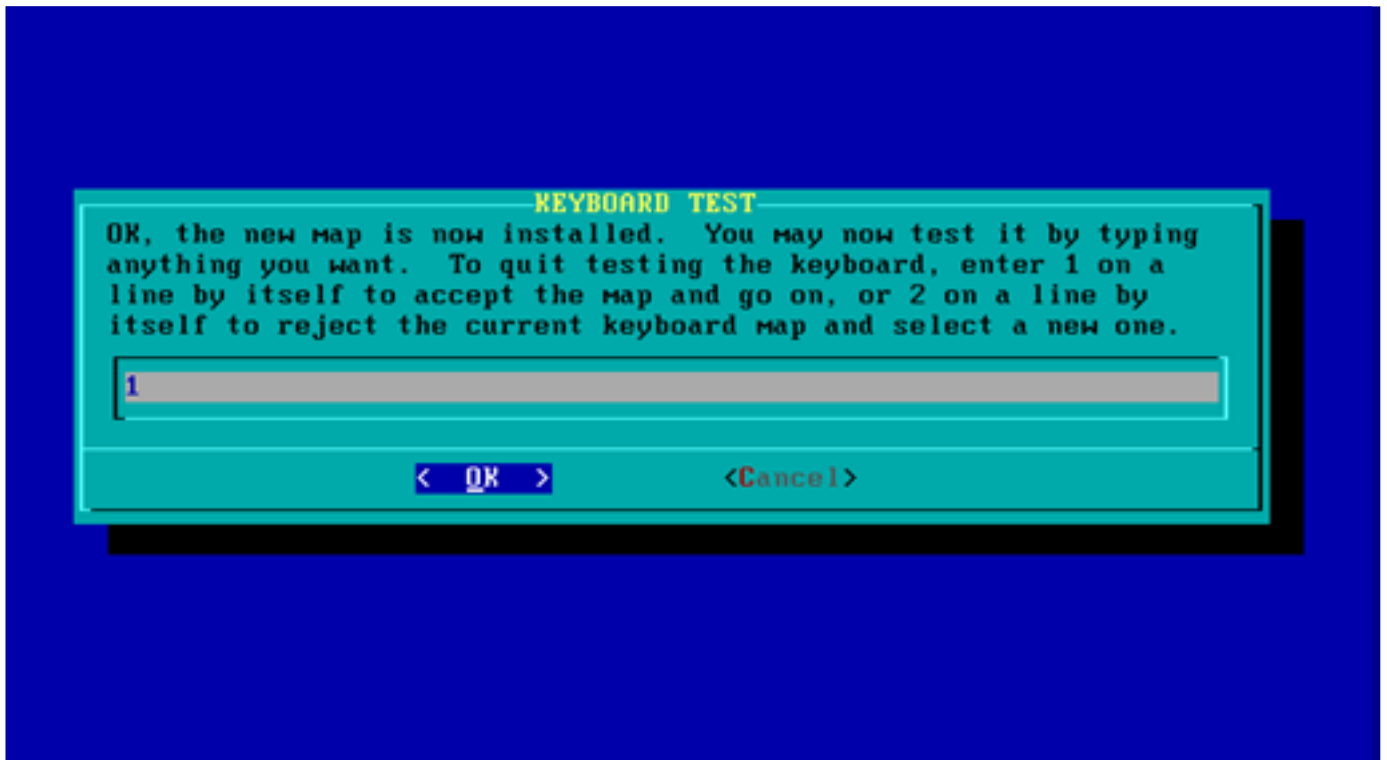 KEYBOARD TEST
OK, the new map is now installed.  You may now test it by typing
anything you want.  To quit testing the keyboard, enter 1 on a
line by itself to accept the map and go on, or 2 on a line by
itself to reject the current keyboard map and select a new one.
1
<  OK  > <Cancel>